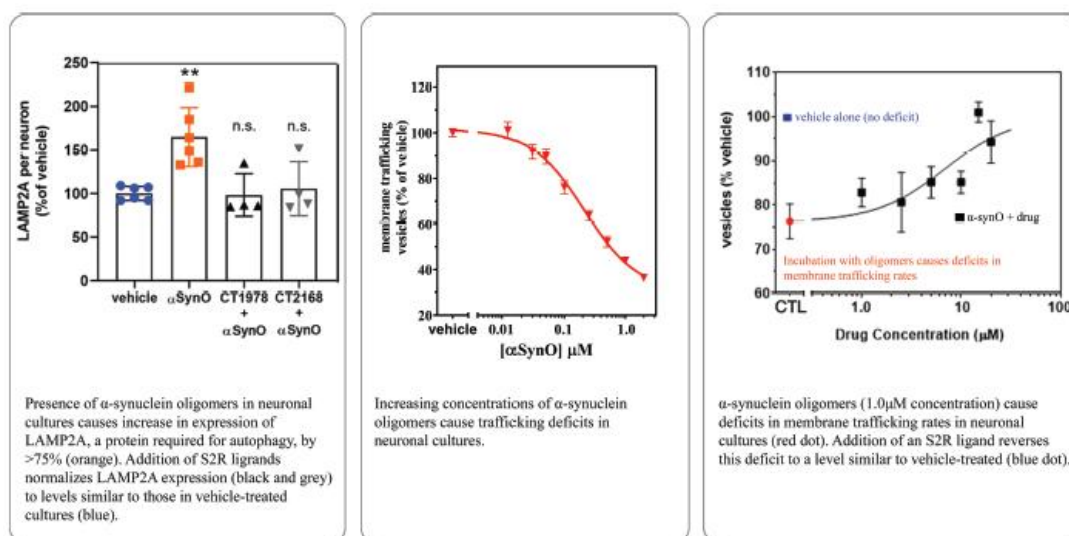 LAMP2A per neuron
(%of vehicle)
250
200
150
100
50
0
**
n.s.
n.s.
vehicle
αSynO
CT1978
+
αSynO
CT2168
+
αSynO
Presence of α-synuclein oligomers in neuronal
cultures causes increase in expression of
LAMP2A, a protein required for autophagy, by
>75% (orange). Addition of S2R ligrands
normalizes LAMP2A expression (black and grey)
to levels similar to those in vehicle-treated
cultures (blue).
membrane trafficking
vesicles (% of vehicle)
120
100
80
60
40
20
vehicle
0.01
0.1
1.0
[αSynO] μM
Increasing concentrations of α-synuclein
oligomers cause trafficking deficits in
neuronal cultures.
vesicles (% vehicle)
110
100
90
80
70
60
vehicle alone (no deficit)
α-synO + drug
Incubation with oligomers causes deficits in
membrane trafficking rates
CTL
1.0
10
100
Drug Concentration (μM)
α-synuclein oligomers (1.0μM concentration) cause
deficits in membrane trafficking rates in neuronal
cultures (red dot). Addition of an S2R ligand reverses
this deficit to a level similar to vehicle-treated (blue dot).